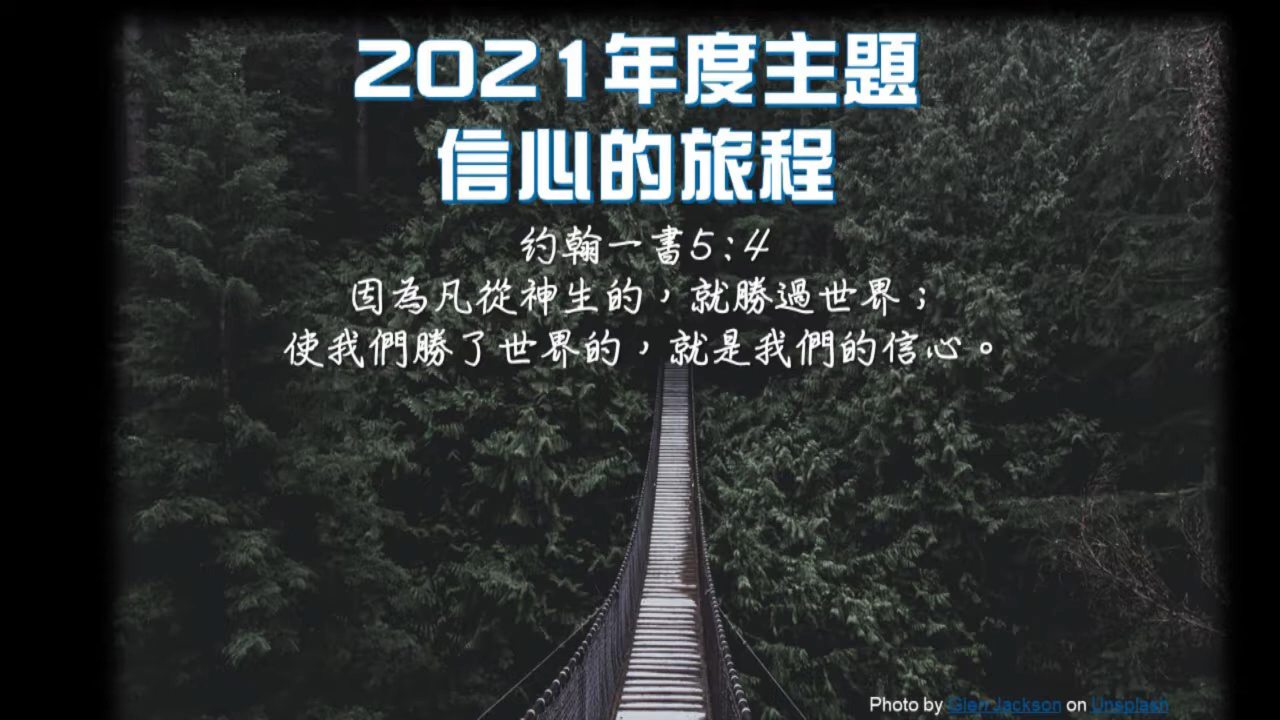 2021年度主題
信心的旅程
約翰一書5:4
因為凡從神生的，就勝過世界；
使我們勝了世界的，就是我們的信心。
Photo by Glen Jackson on Unsplash